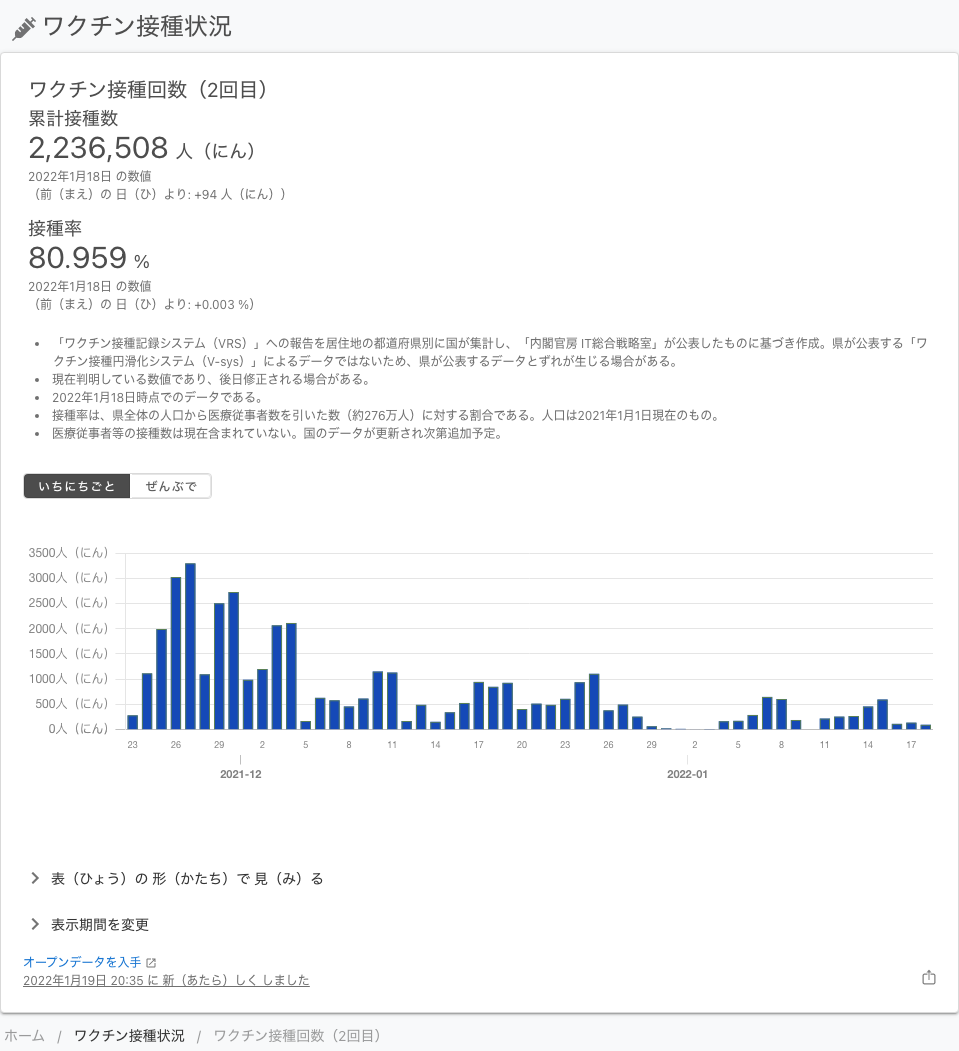 ワクチン接種状況
ワクチン接種回数（2回目）
累計接種数
2,236,508 人（にん）
2022年1月18日 の数値
（前（まえ）の 日（ひ）より: +94 人（にん））
接種率
80.959 %
2022年1月18日 の数値
（前（まえ）の 日（ひ）より: +0.003 %）
• 「ワクチン接種記録システム（VRS）」への報告を居住地の都道府県別に国が集計し、「内閣官房 IT総合戦略室」が公表したものに基づき作成。県が公表する「ワ
クチン接種円滑化システム（V-sys）」によるデータではないため、県が公表するデータとずれが生じる場合がある。
• 現在判明している数値であり、後日修正される場合がある。
• 2022年1月18日時点でのデータである。
• 接種率は、県全体の人口から医療従事者数を引いた数（約276万人）に対する割合である。人口は2021年1月1日現在のもの。
• 医療従事者等の接種数は現在含まれていない。国のデータが更新され次第追加予定。
いちにちごと ぜんぶで
3500人（にん）
3000人（にん）
2500人（にん）
2000人（にん）
1500人（にん）
1000人（にん）
500人（にん）
0人（にん）
23 26 29 2 5 8 11 14 17 20 23 26 29 2 5 8 11 14 17
2021-12 2022-01
表（ひょう）の 形（かたち）で 見（み）る
表示期間を変更
オープンデータを入手
2022年1月19日 20:35 に 新（あたら）しく しました
ホーム / ワクチン接種状況 / ワクチン接種回数（2回目）